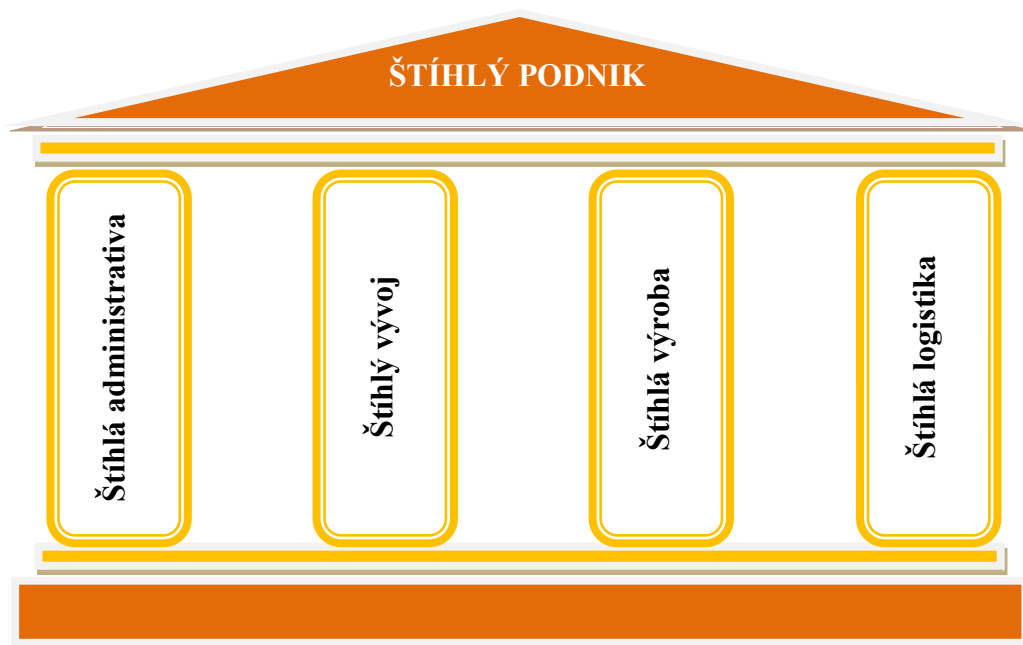 ŠTÍHLÝ PODNIK
Štíhlá administrativa
Štíhlý vývoj
Štíhlá výroba
Štíhlá logistika